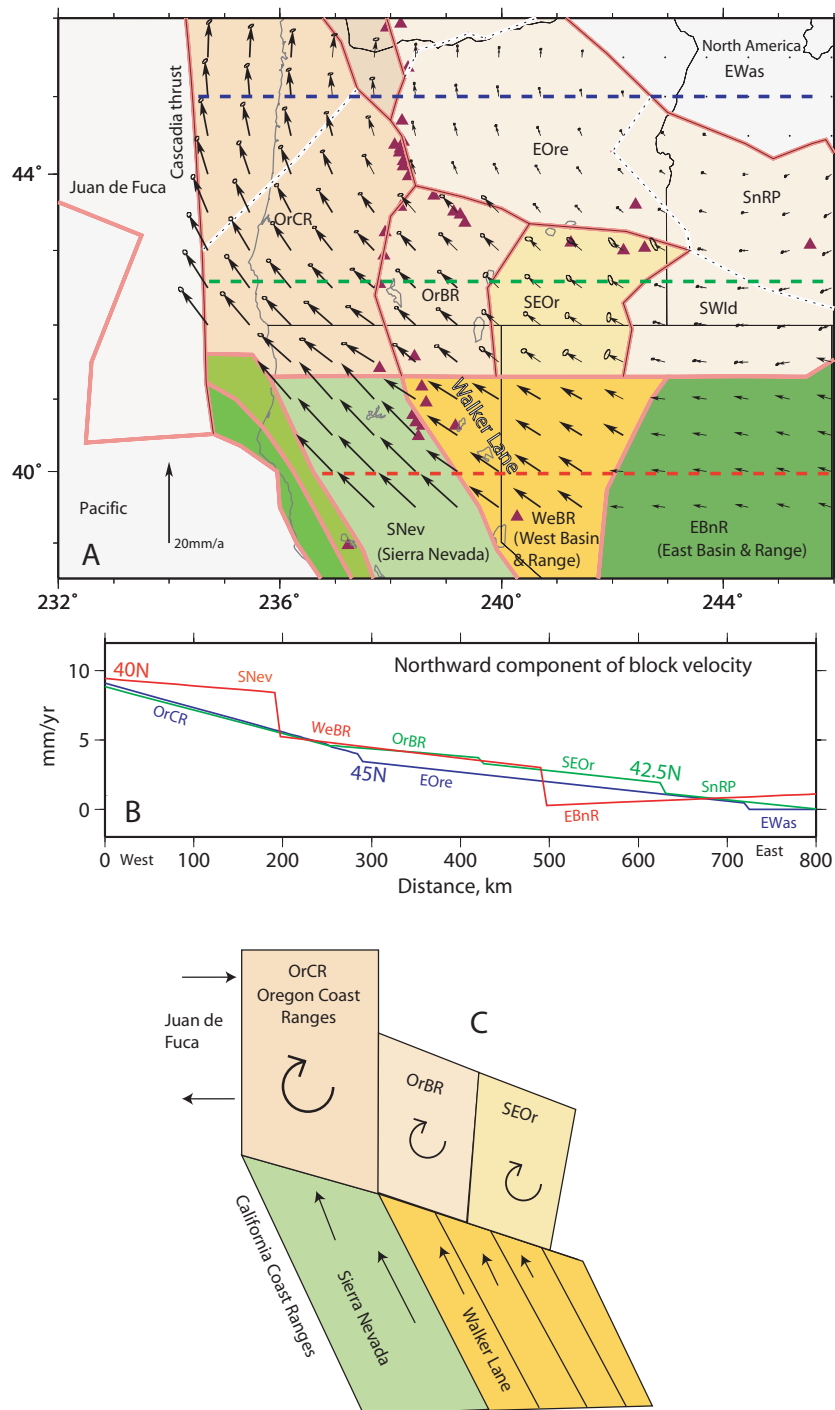 North America
EWas
Cascadia thrust
EOre
44°
Juan de Fuca
SnRP
OrCR
OrBR
SEOr
SWId
Walker Lane
40°
Pacific
20mm/a
A
SNev
(Sierra Nevada)
WeBR
(West Basin
& Range)
EBnR
(East Basin & Range)
232°
236°
240°
244°
Northward component of block velocity
10
5
0
mm/yr
40N
SNev
OrCR
WeBR
OrBR
45N
EOre
SEOr
42.5N
SnRP
EBnR
EWas
B
0
West
100
200
300
400
500
600
700
East
800
Distance, km
OrCR
Oregon Coast
Ranges
C
Juan de
Fuca
OrBR
SEOr
California Coast Ranges
Sierra Nevada
Walker Lane